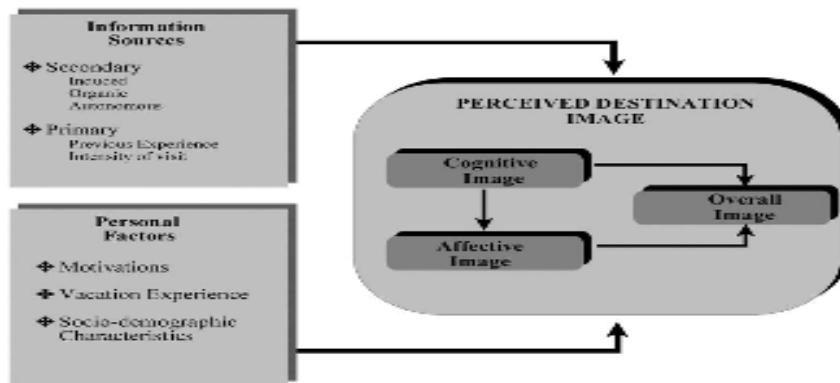 Information
Sources
Secondary
Induced
Organic
Autonomous
Primary
Previous Experience
Intensity of visit
Personal
Factors
Motivations
Vacation Experience
Socio-demographic
Characteristics
PERCEIVED DESTINATION
IMAGE
Cognitive
Image
Affective
Image
Overall
Image